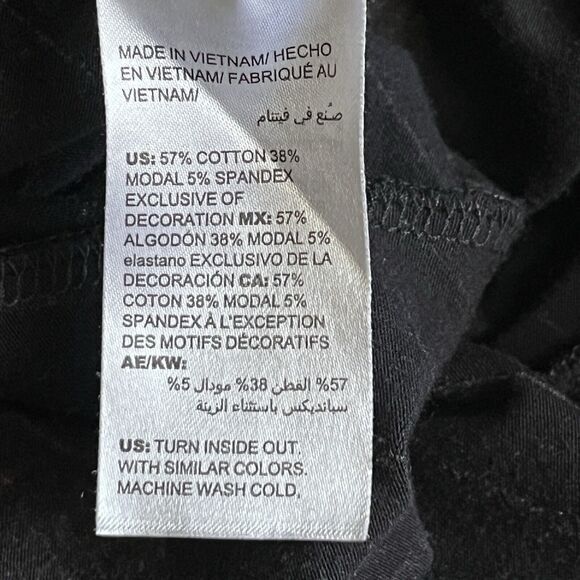 MADE IN VIETNAM/ HECHO
EN VIETNAM/ FABRIQUÉ AU
VIETNAM/
صُنع في فيتنام
US: 57% COTTON 38%
MODAL 5% SPANDEX
EXCLUSIVE OF
DECORATION MX: 57%
ALGODÓN 38% MODAL 5%
elastano EXCLUSIVO DE LA
DECORACIÓN CA: 57%
COTON 38% MODAL 5%
SPANDEX À L'EXCEPTION
DES MOTIFS DÉCORATIFS
AE/KW:
57% القطن 38% مودال 5%
سبانديكس باستثناء الزينة
US: TURN INSIDE OUT.
WITH SIMILAR COLORS.
MACHINE WASH COLD,